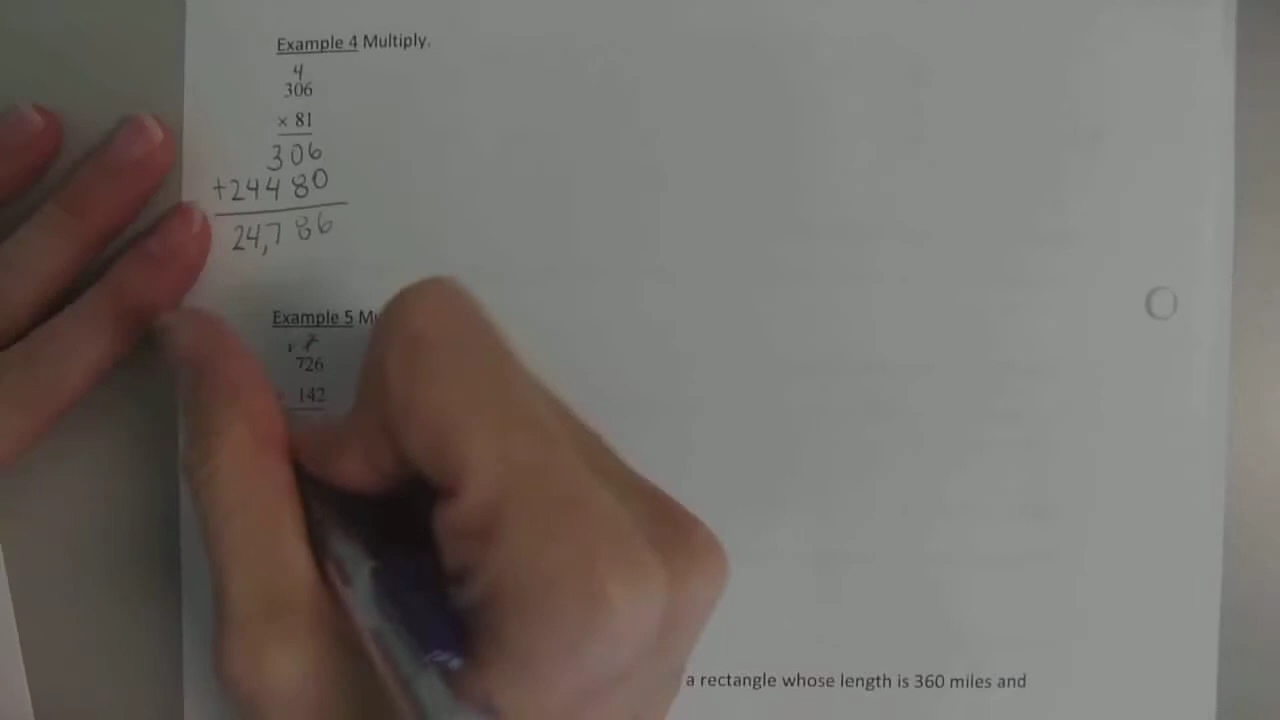 Example 4 Multiply.
4
306
× 81
306
+24480
24,786
Example 5
726
142
a rectangle whose length is 360 miles and